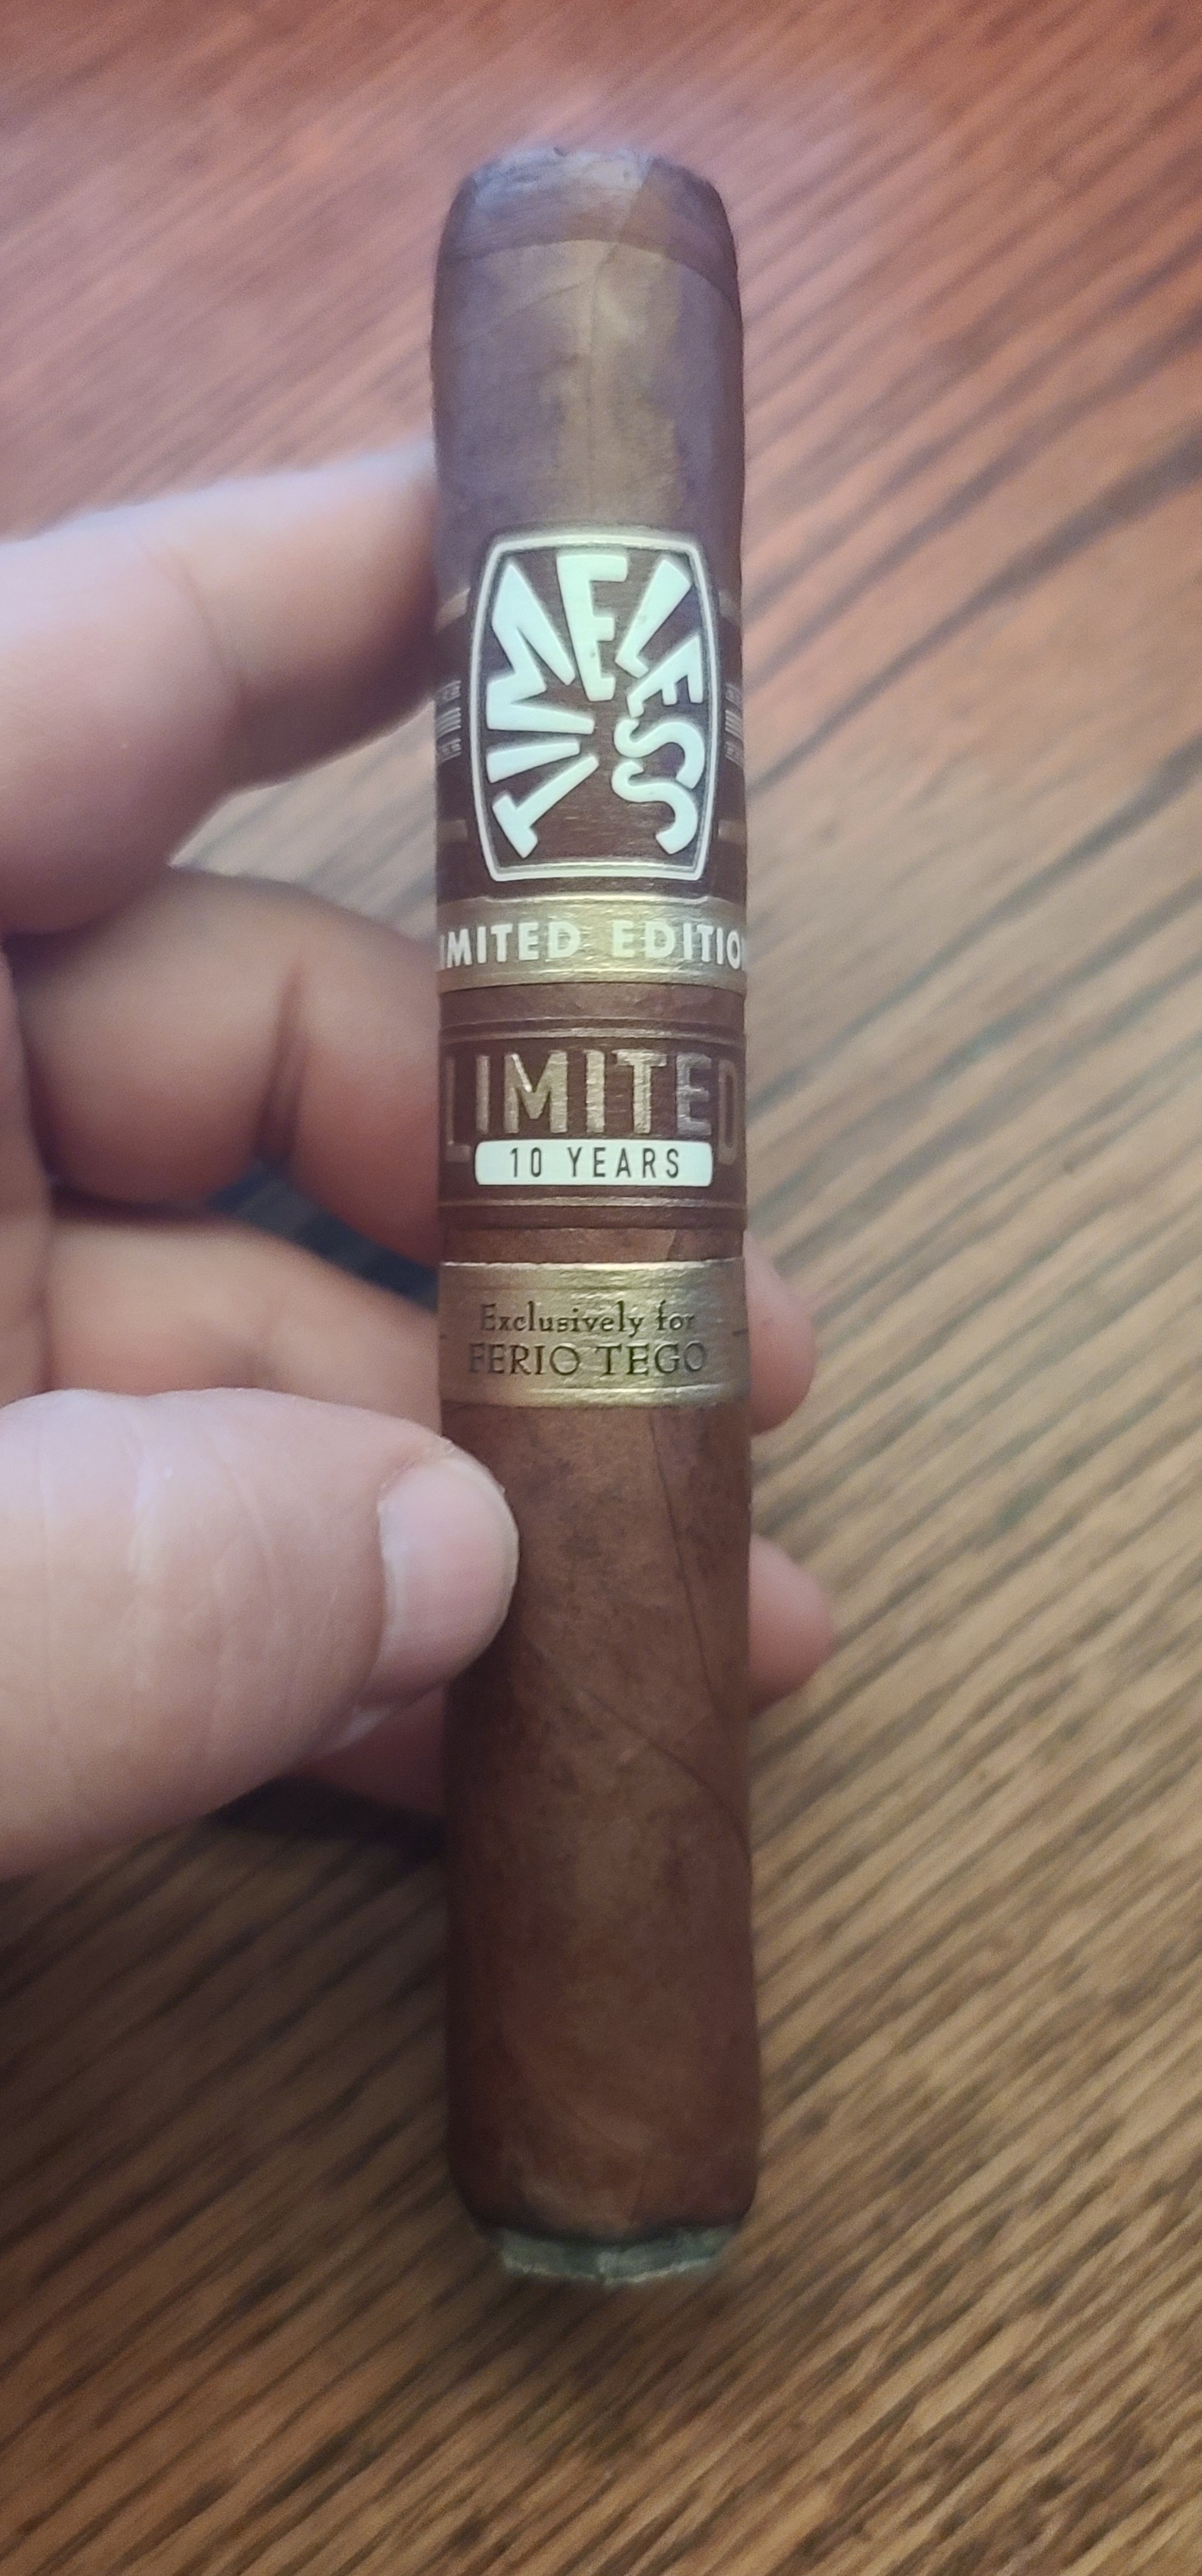 TIMELESS
LIMITED EDITION
LIMITED
10 YEARS
Exclusively for
FERIO TEGO